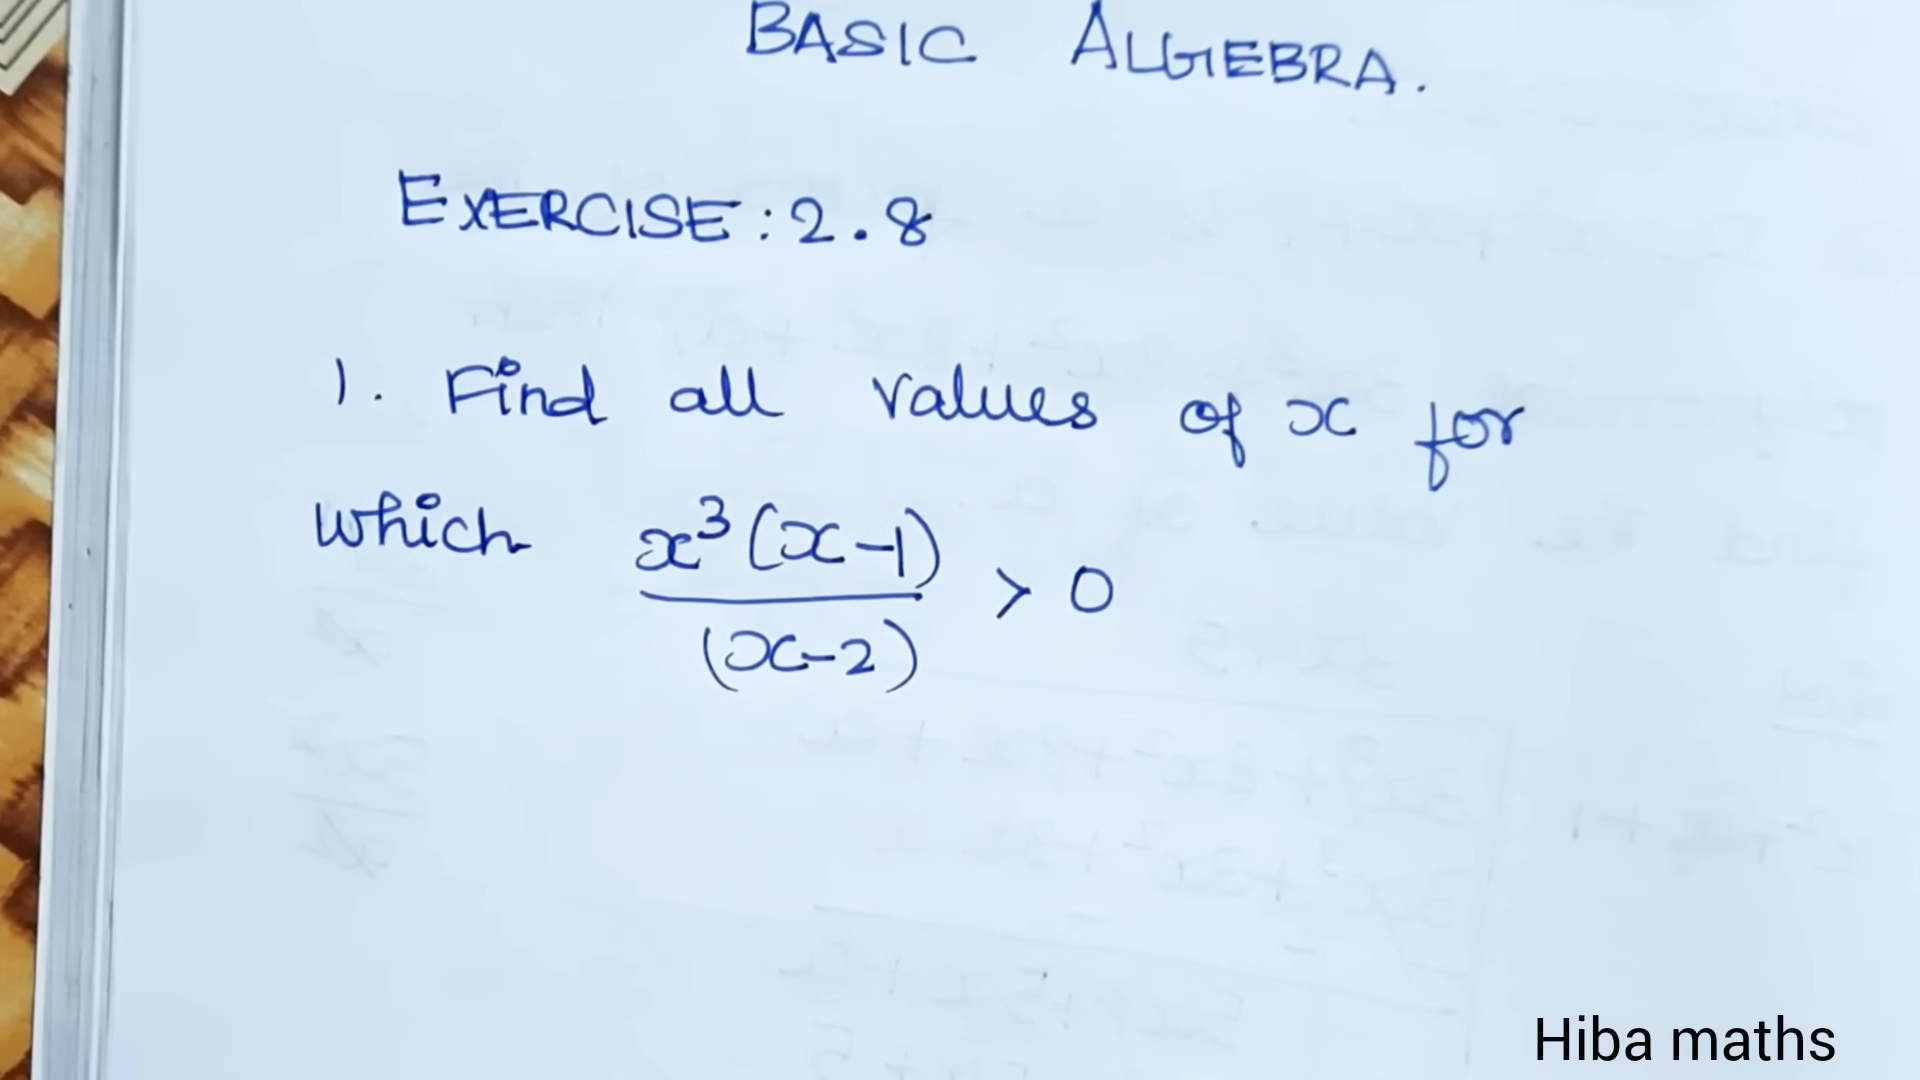 BASIC ALGEBRA.
EXERCISE: 2.8
1. Find all values of x for
which x³(x-1)/(x-2) > 0
Hiba maths